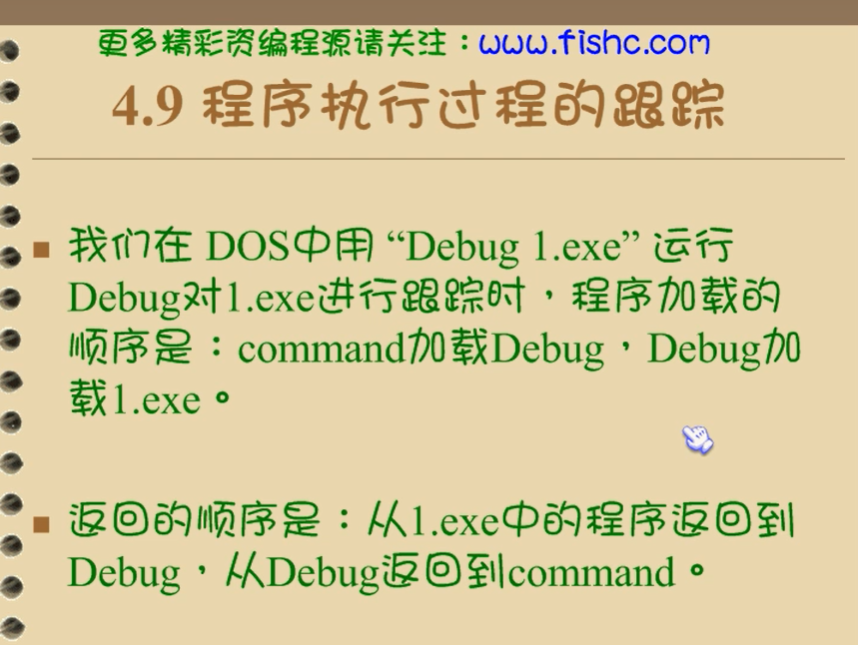 更多精彩资编程源请关注：www.fishc.com
4.9 程序执行过程的跟踪
我们在 DOS中用 “Debug 1.exe” 运行
Debug对1.exe进行跟踪时，程序加载的
顺序是：command加载Debug，Debug加
载1.exe。
返回的顺序是：从1.exe中的程序返回到
Debug，从Debug返回到command。